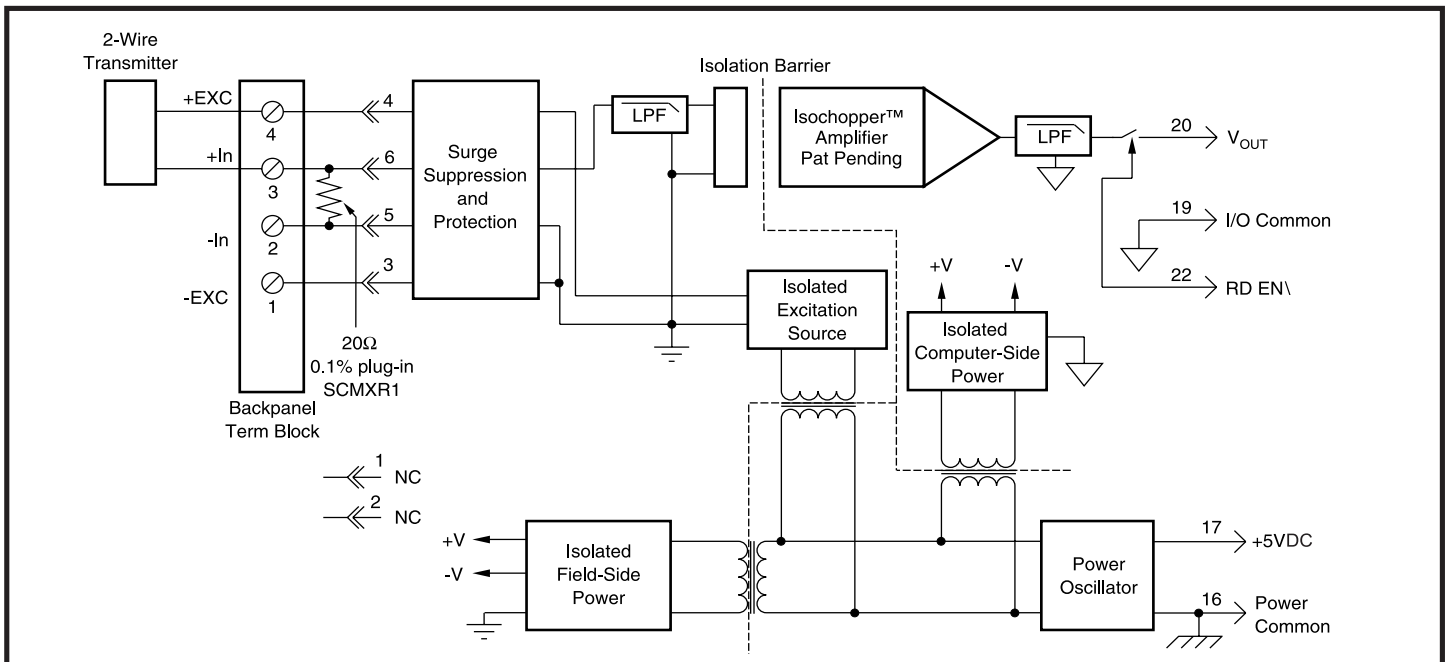 2-Wire
Transmitter
+EXC
4
4
+In
3
6
-In
2
5
-EXC
1
3
20Ω
0.1% plug-in
SCMXR1
Backpanel
Term Block
Surge
Suppression
and
Protection
LPF
Isolation Barrier
Isochopper™
Amplifier
Pat Pending
LPF
20
VOUT
19
I/O Common
22
RD EN\
Isolated
Excitation
Source
+V
-V
Isolated
Computer-Side
Power
1
NC
2
NC
+V
-V
Isolated
Field-Side
Power
Power
Oscillator
17
+5VDC
16
Power
Common